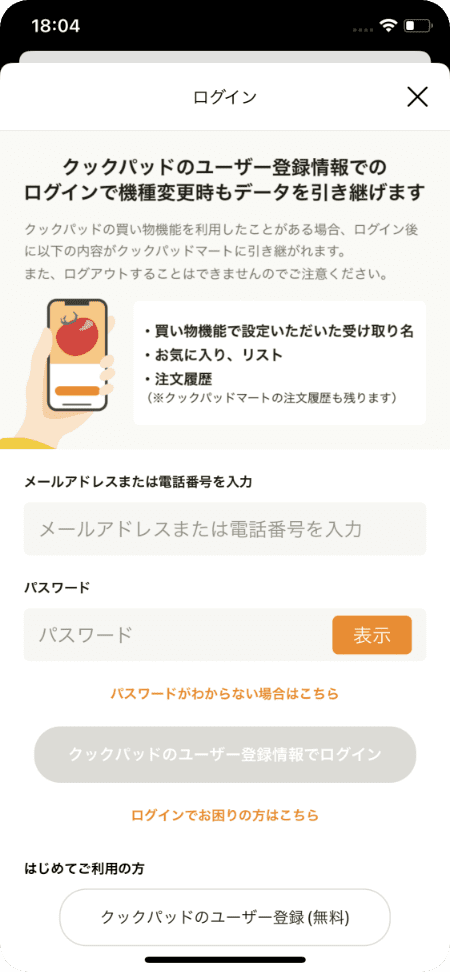 18:04
ログイン
クックパッドのユーザー登録情報での
ログインで機種変更時もデータを引き継げます
クックパッドの買い物機能を利用したことがある場合、ログイン後
に以下の内容がクックパッドマートに引き継がれます。
また、ログアウトすることはできませんのでご注意ください。
・買い物機能で設定いただいた受け取り名
・お気に入り、リスト
・注文履歴
（※クックパッドマートの注文履歴も残ります）
メールアドレスまたは電話番号を入力
メールアドレスまたは電話番号を入力
パスワード
パスワード
表示
パスワードがわからない場合はこちら
クックパッドのユーザー登録情報でログイン
ログインでお困りの方はこちら
はじめてご利用の方
クックパッドのユーザー登録 (無料)